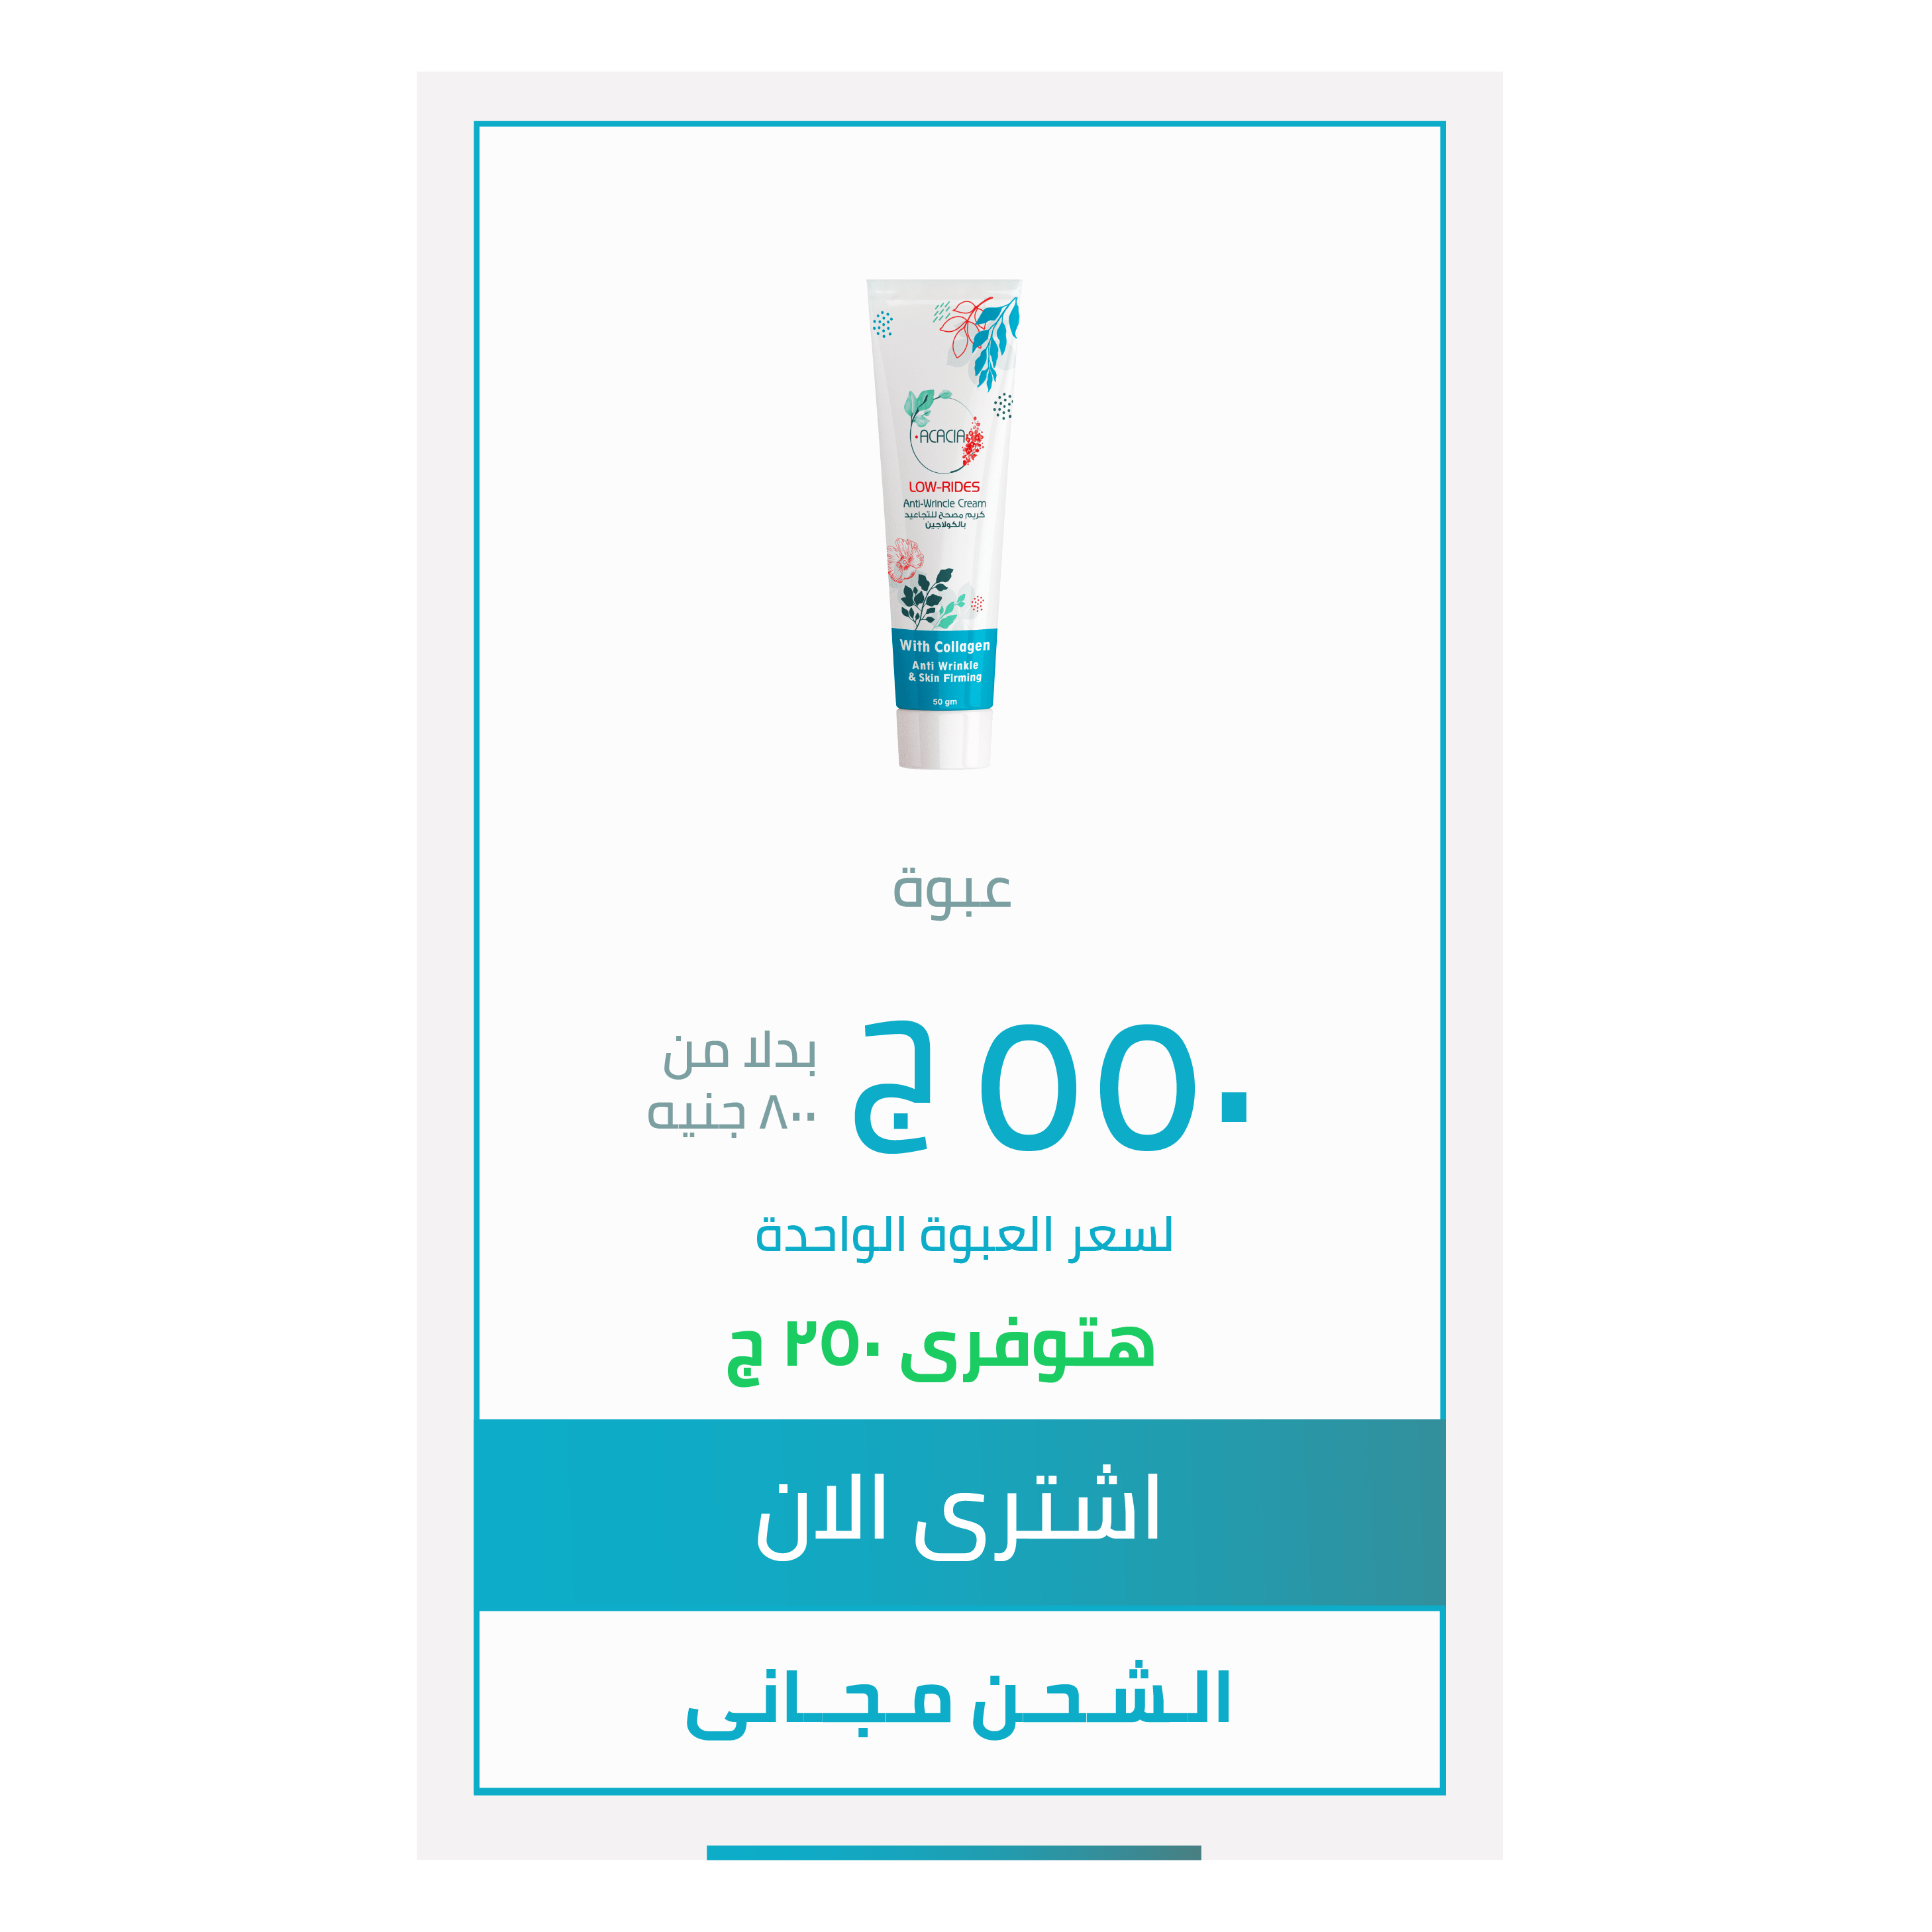 ACACIA
LOW-RIDES
Anti-Wrincle Cream
كريم مصحح للتجاعيد
بالكولاجين
With Collagen
Anti Wrinkle
& Skin Firming
50 gm
عبوة
٥٥٠ ج
بدلا من
٨٠٠ جنيه
لسعر العبوة الواحدة
هتوفرى ٢٥٠ ج
اشترى الان
الشحن مجانى